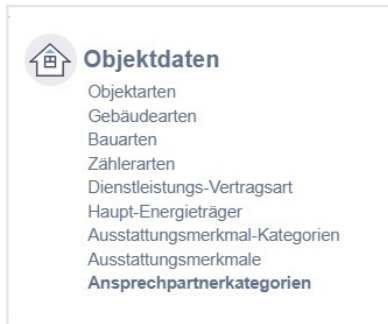 Objektdaten
Objektarten
Gebäudearten
Bauarten
Zählerarten
Dienstleistungs-Vertragsart
Haupt-Energieträger
Ausstattungsmerkmal-Kategorien
Ausstattungsmerkmale
Ansprechpartnerkategorien